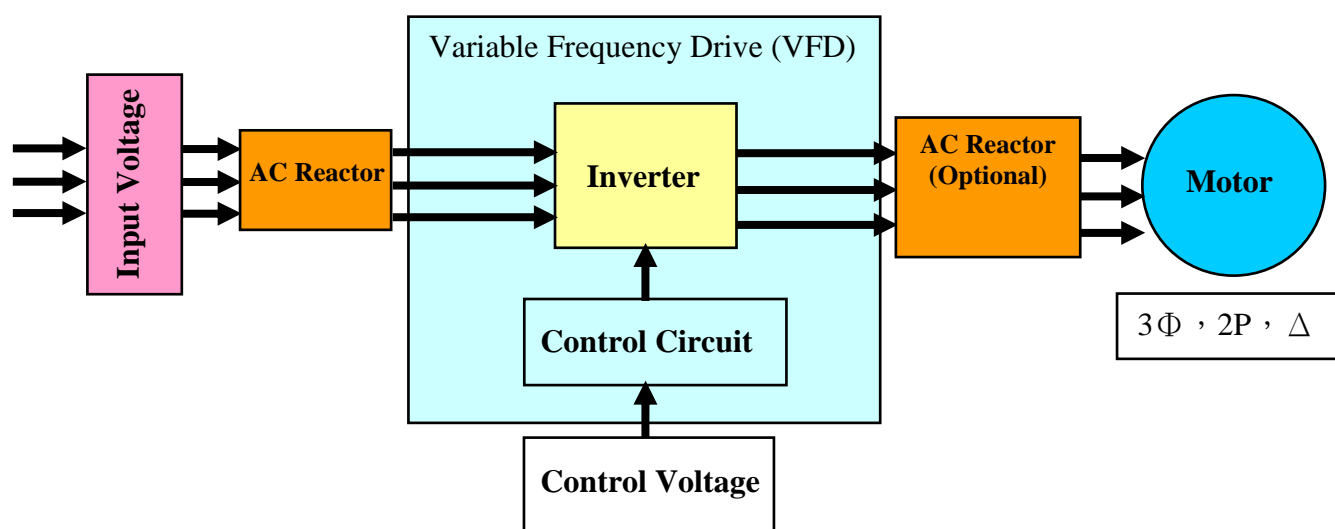 Variable Frequency Drive (VFD)
Input Voltage
AC Reactor
Inverter
AC Reactor
(Optional)
Motor
3Φ，2P，Δ
Control Circuit
Control Voltage